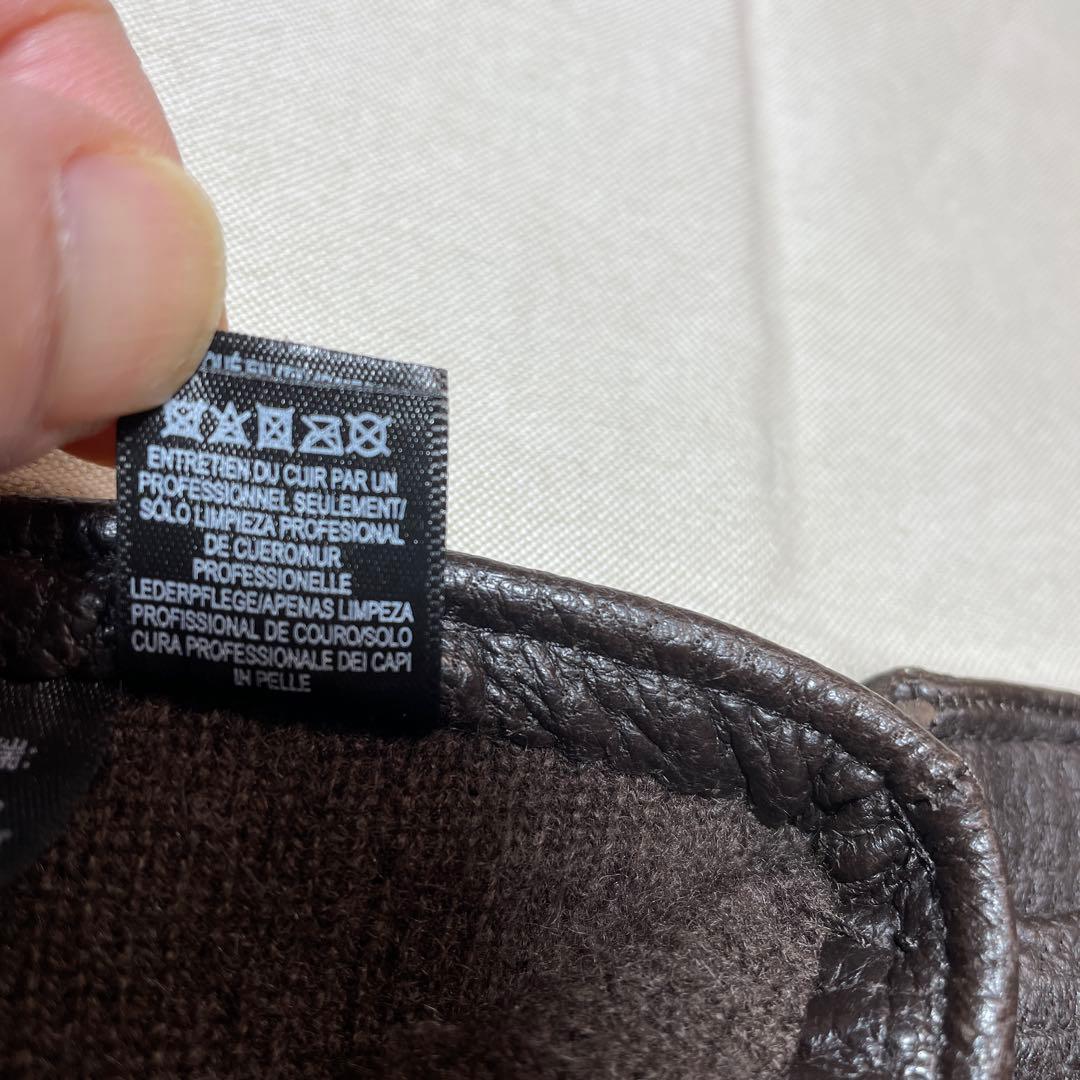 ENTRETIEN DU CUIR PAR UN
PROFESSIONNEL SEULEMENT/
SOLO LIMPIEZA PROFESIONAL
DE CUERO/NUR
PROFESSIONELLE
LEDERPFLEGE/APENAS LIMPEZA
PROFISSIONAL DE COURO/SOLO
CURA PROFESSIONALE DEI CAPI
IN PELLE